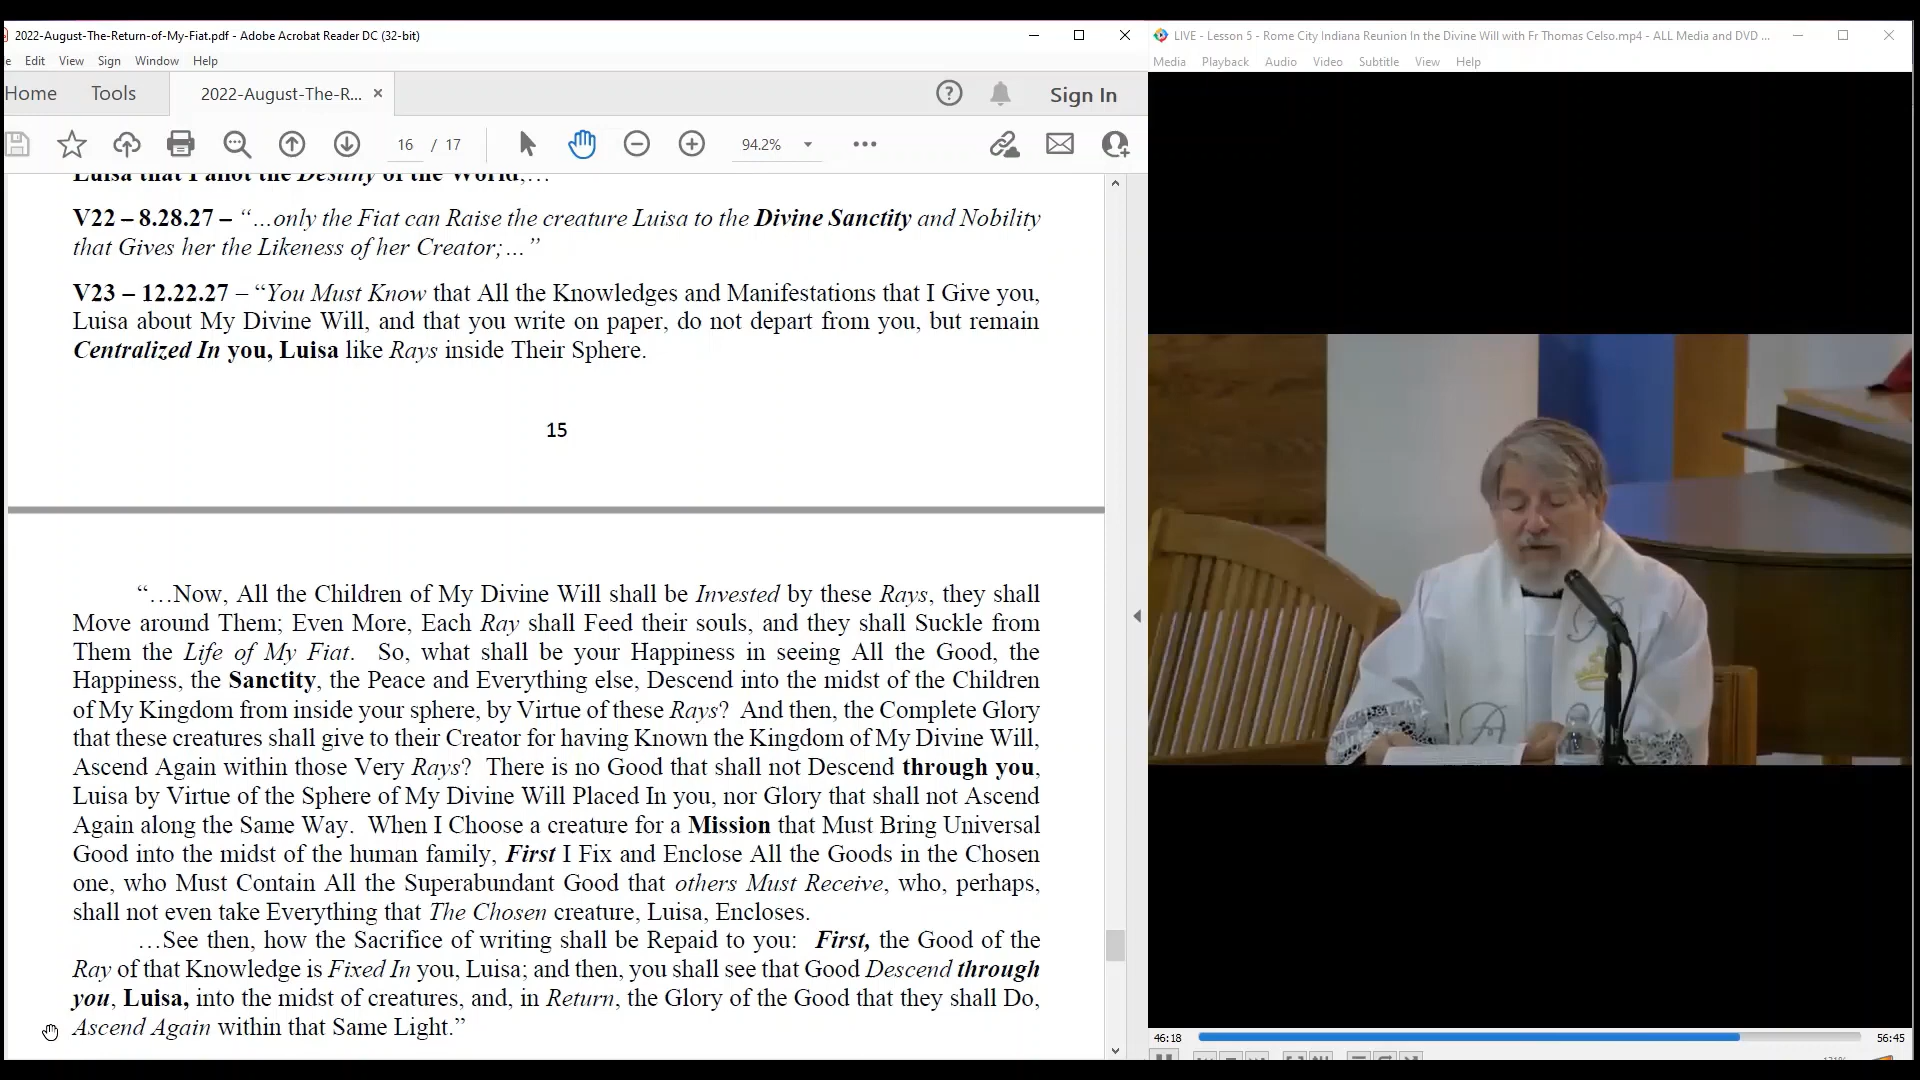 2022-August-The-Return-of-My-Fiat.pdf - Adobe Acrobat Reader DC (32-bit)
Edit View Sign Window Help
Home Tools 2022-August-The-R... × Sign In
16 / 17 94.2%
Luisa that I allot the Destiny of the World,…
V22 – 8.28.27 – “…only the Fiat can Raise the creature Luisa to the Divine Sanctity and Nobility
that Gives her the Likeness of her Creator;…”
V23 – 12.22.27 – “You Must Know that All the Knowledges and Manifestations that I Give you,
Luisa about My Divine Will, and that you write on paper, do not depart from you, but remain
Centralized In you, Luisa like Rays inside Their Sphere.
15
“…Now, All the Children of My Divine Will shall be Invested by these Rays, they shall
Move around Them; Even More, Each Ray shall Feed their souls, and they shall Suckle from
Them the Life of My Fiat. So, what shall be your Happiness in seeing All the Good, the
Happiness, the Sanctity, the Peace and Everything else, Descend into the midst of the Children
of My Kingdom from inside your sphere, by Virtue of these Rays? And then, the Complete Glory
that these creatures shall give to their Creator for having Known the Kingdom of My Divine Will,
Ascend Again within those Very Rays? There is no Good that shall not Descend through you,
Luisa by Virtue of the Sphere of My Divine Will Placed In you, nor Glory that shall not Ascend
Again along the Same Way. When I Choose a creature for a Mission that Must Bring Universal
Good into the midst of the human family, First I Fix and Enclose All the Goods in the Chosen
one, who Must Contain All the Superabundant Good that others Must Receive, who, perhaps,
shall not even take Everything that The Chosen creature, Luisa, Encloses.
…See then, how the Sacrifice of writing shall be Repaid to you: First, the Good of the
Ray of that Knowledge is Fixed In you, Luisa; and then, you shall see that Good Descend through
you, Luisa, into the midst of creatures, and, in Return, the Glory of the Good that they shall Do,
Ascend Again within that Same Light.”
LIVE - Lesson 5 - Rome City Indiana Reunion In the Divine Will with Fr Thomas Celso.mp4 - ALL Media and DVD ...
Media Playback Audio Video Subtitle View Help
46:18 56:45